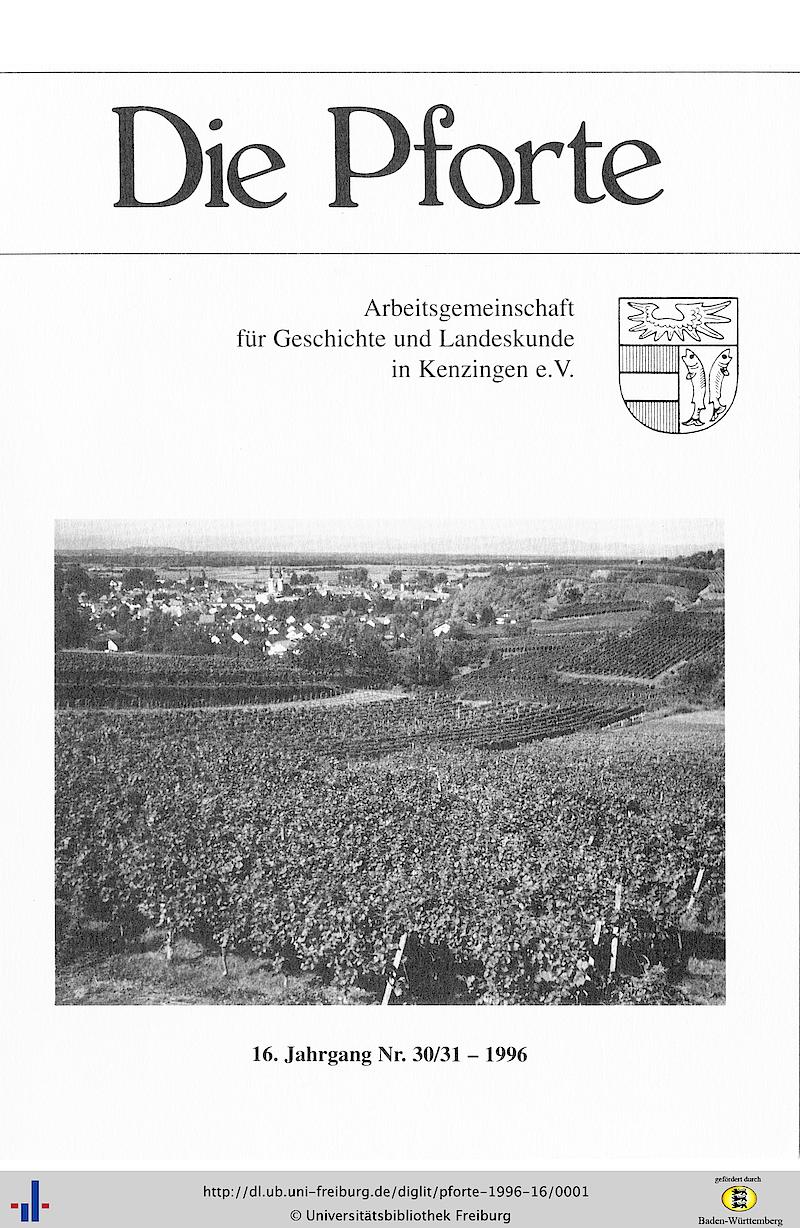 Die Pforte
Arbeitsgemeinschaft
für Geschichte und Landeskunde
in Kenzingen e.V.
16. Jahrgang Nr. 30/31 – 1996
http://dl.ub.uni-freiburg.de/diglit/pforte-1996-16/0001
© Universitätsbibliothek Freiburg
gefördert durch
Baden-Württemberg